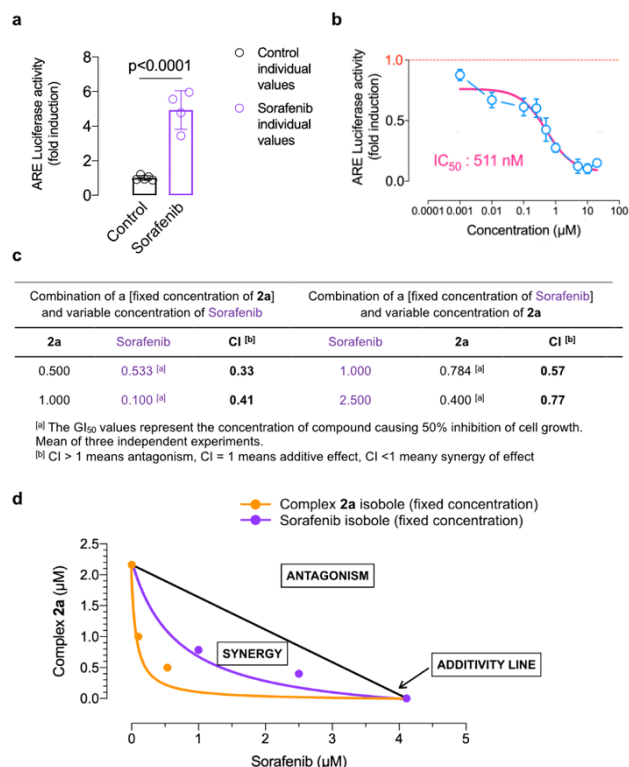 a
ARE Luciferase activity
(fold induction)
8
6
4
2
0
p<0.0001
Control
Sorafenib
Control
individual
values
Sorafenib
individual
values
b
ARE Luciferase activity
(fold induction)
1.0
0.5
0.0
IC50 : 511 nM
0.0001 0.001 0.01 0.1 1 10 100
Concentration (µM)
c
Combination of a [fixed concentration of 2a]
and variable concentration of Sorafenib
Combination of a [fixed concentration of Sorafenib]
and variable concentration of 2a
2a Sorafenib CI [b] Sorafenib 2a CI [b]
0.500 0.533 [a] 0.33 1.000 0.784 [a] 0.57
1.000 0.100 [a] 0.41 2.500 0.400 [a] 0.77
[a] The GI50 values represent the concentration of compound causing 50% inhibition of cell growth.
Mean of three independent experiments.
[b] CI > 1 means antagonism, CI = 1 means additive effect, CI <1 meany synergy of effect
d
Complex 2a isobole (fixed concentration)
Sorafenib isobole (fixed concentration)
Complex 2a (µM)
2.5
2.0
1.5
1.0
0.5
0.0
ANTAGONISM
SYNERGY
ADDITIVITY LINE
0 1 2 3 4 5
Sorafenib (µM)